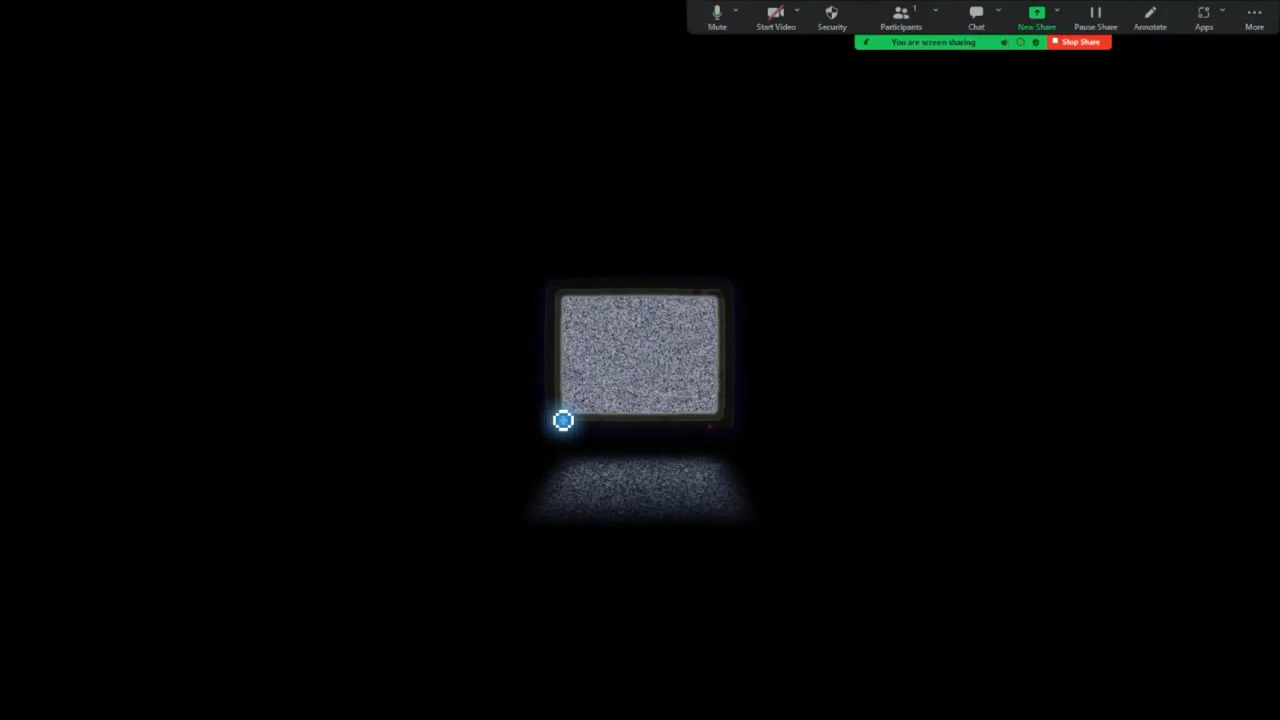 Mute Start Video Security Participants 1 Chat New Share Pause Share Annotate Apps More
You are screen sharing Stop Share